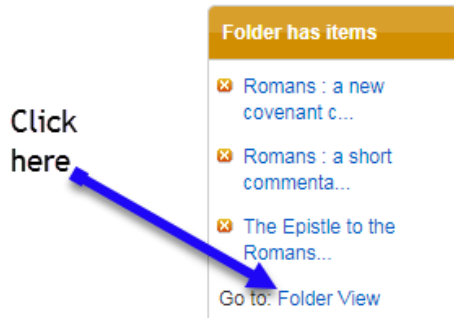 Folder has items
Romans : a new
covenant c...
Click
here
Romans : a short
commenta...
The Epistle to the
Romans...
Go to: Folder View